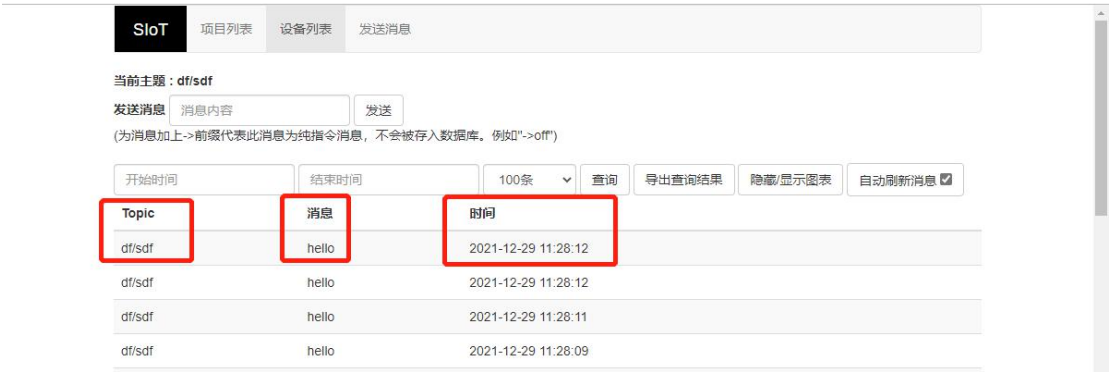 SIoT 项目列表 设备列表 发送消息
当前主题：df/sdf
发送消息 消息内容 发送
(为消息加上->前缀代表此消息为纯指令消息，不会被存入数据库。例如"->off")
开始时间 结束时间 100条 查询 导出查询结果 隐藏/显示图表 自动刷新消息
Topic 消息 时间
df/sdf hello 2021-12-29 11:28:12
df/sdf hello 2021-12-29 11:28:12
df/sdf hello 2021-12-29 11:28:11
df/sdf hello 2021-12-29 11:28:09